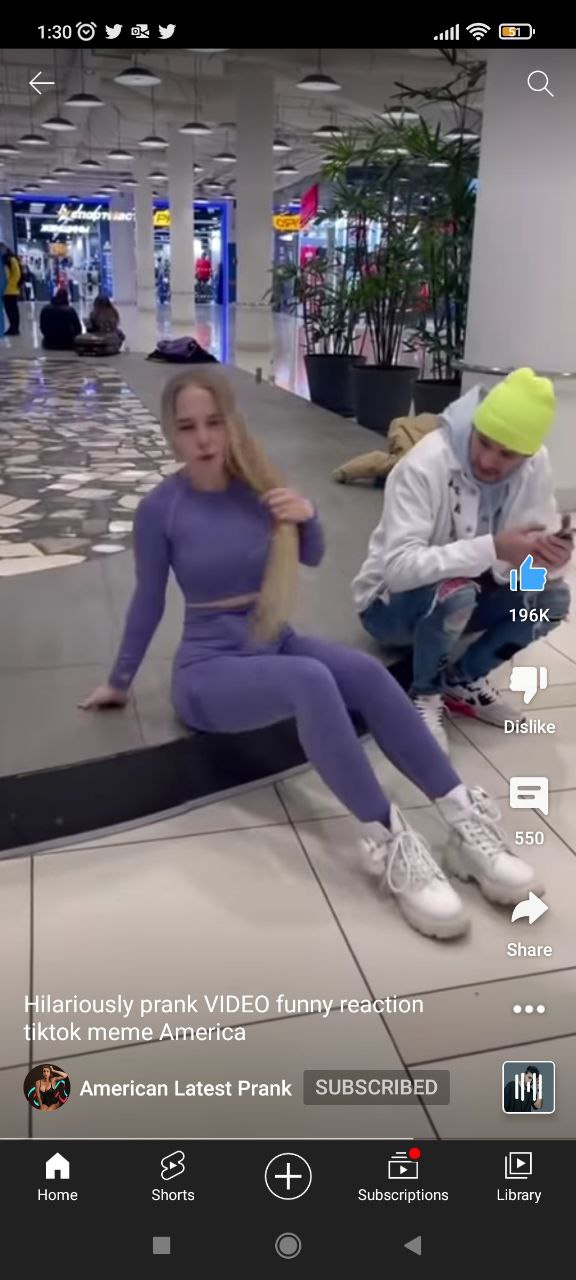 1:30
51
спортмастер
196K
Dislike
550
Share
Hilariously prank VIDEO funny reaction
tiktok meme America
American Latest Prank
SUBSCRIBED
Home
Shorts
Subscriptions
Library